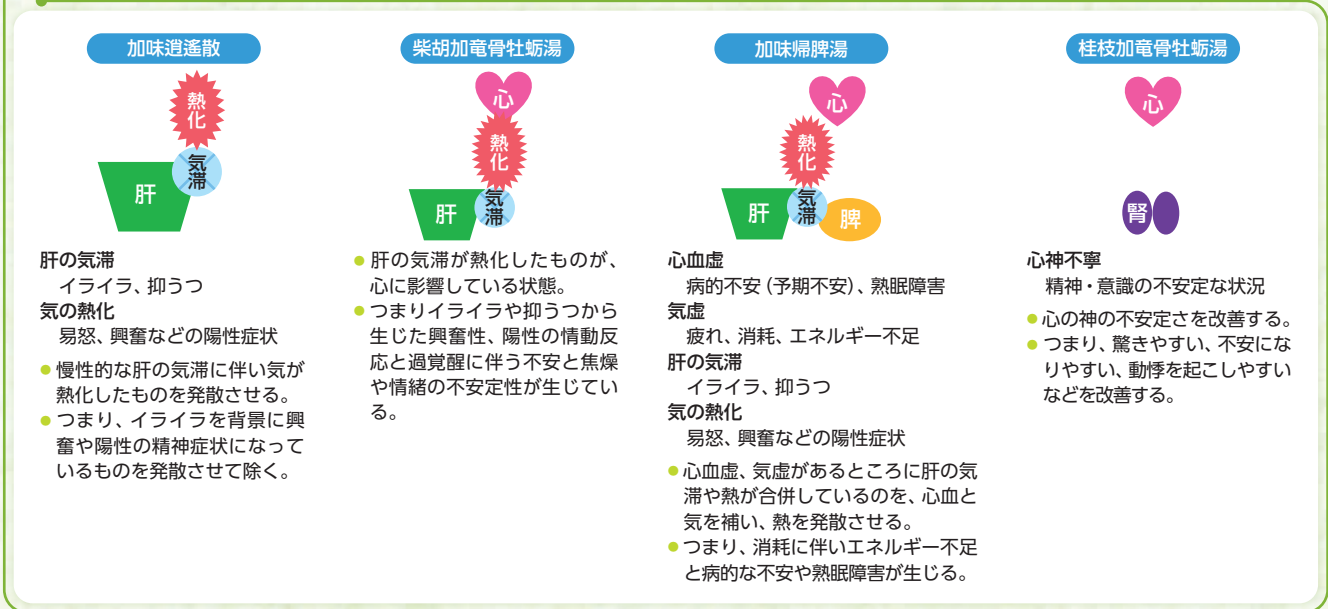 加味逍遙散
熱
化
気
滞
肝
肝の気滞
イライラ、抑うつ
気の熱化
易怒、興奮などの陽性症状
● 慢性的な肝の気滞に伴い気が
熱化したものを発散させる。
● つまり、イライラを背景に興
奮や陽性の精神症状になって
いるものを発散させて除く。
柴胡加竜骨牡蛎湯
心
熱
化
気
滞
肝
● 肝の気滞が熱化したものが、
心に影響している状態。
● つまりイライラや抑うつから
生じた興奮性、陽性の情動反
応と過覚醒に伴う不安と焦燥
や情緒の不安定性が生じてい
る。
加味帰脾湯
心
熱
化
気
滞
肝
脾
心血虚
病的不安(予期不安)、熟眠障害
気虚
疲れ、消耗、エネルギー不足
肝の気滞
イライラ、抑うつ
気の熱化
易怒、興奮などの陽性症状
● 心血虚、気虚があるところに肝の気
滞や熱が合併しているのを、心血と
気を補い、熱を発散させる。
● つまり、消耗に伴いエネルギー不足
と病的な不安や熟眠障害が生じる。
桂枝加竜骨牡蛎湯
心
腎
心神不寧
精神・意識の不安定な状況
● 心の神の不安定さを改善する。
● つまり、驚きやすい、不安にな
りやすい、動悸を起こしやすい
などを改善する。